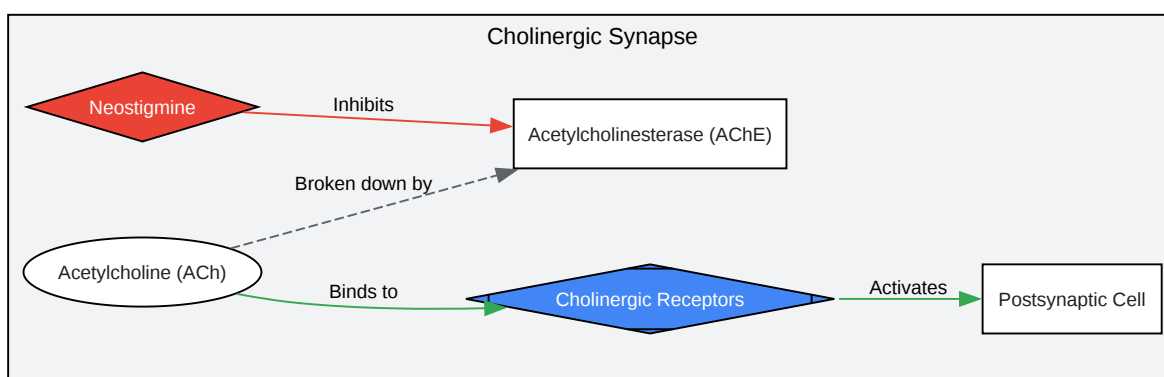 Cholinergic Synapse
Neostigmine
Inhibits
Acetylcholinesterase (AChE)
Broken down by
Acetylcholine (ACh)
Binds to
Cholinergic Receptors
Activates
Postsynaptic Cell